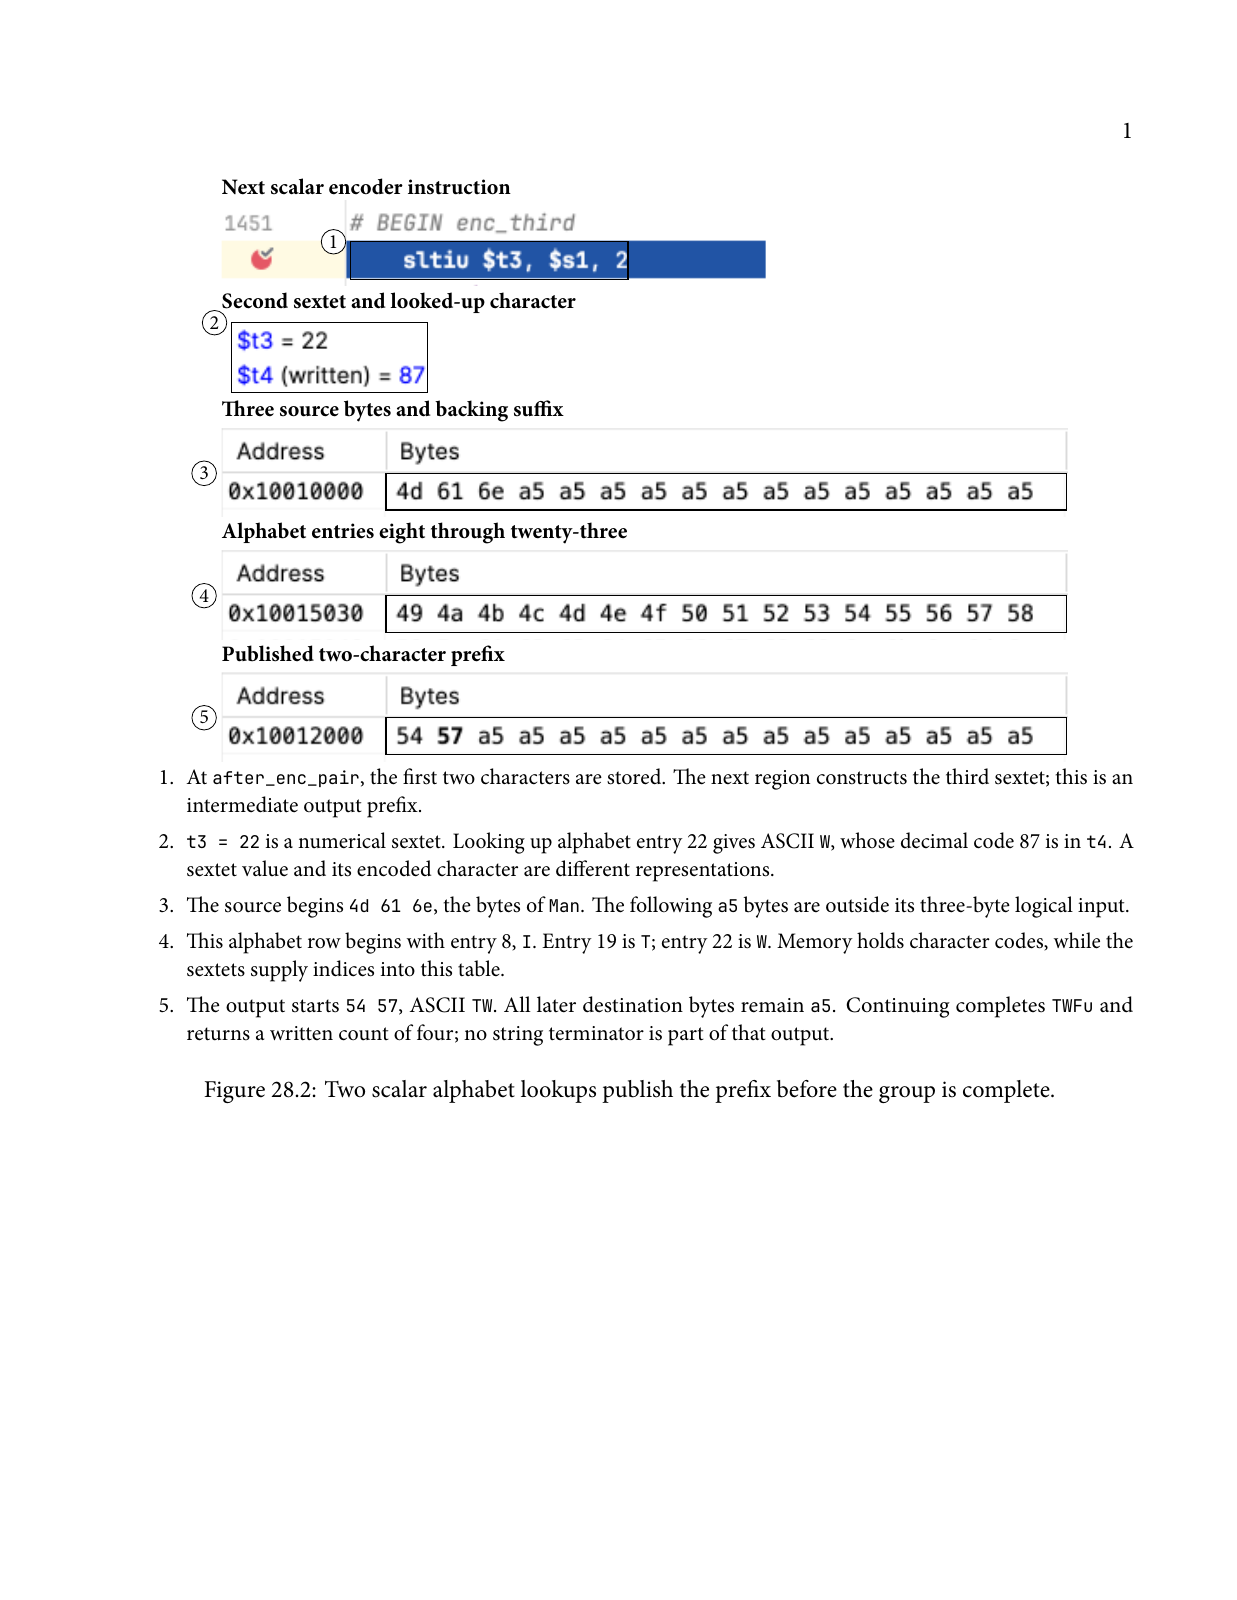 1
Next scalar encoder instruction
1451 # BEGIN enc_third
① sltiu $t3, $s1, 2
Second sextet and looked-up character
② $t3 = 22
$t4 (written) = 87
Three source bytes and backing suffix
Address Bytes
③ 0x10010000 4d 61 6e a5 a5 a5 a5 a5 a5 a5 a5 a5 a5 a5 a5 a5
Alphabet entries eight through twenty-three
Address Bytes
④ 0x10015030 49 4a 4b 4c 4d 4e 4f 50 51 52 53 54 55 56 57 58
Published two-character prefix
Address Bytes
⑤ 0x10012000 54 57 a5 a5 a5 a5 a5 a5 a5 a5 a5 a5 a5 a5 a5 a5
1. At after_enc_pair, the first two characters are stored. The next region constructs the third sextet; this is an
intermediate output prefix.
2. t3 = 22 is a numerical sextet. Looking up alphabet entry 22 gives ASCII W, whose decimal code 87 is in t4. A
sextet value and its encoded character are different representations.
3. The source begins 4d 61 6e, the bytes of Man. The following a5 bytes are outside its three-byte logical input.
4. This alphabet row begins with entry 8, I. Entry 19 is T; entry 22 is W. Memory holds character codes, while the
sextets supply indices into this table.
5. The output starts 54 57, ASCII TW. All later destination bytes remain a5. Continuing completes TWFu and
returns a written count of four; no string terminator is part of that output.
Figure 28.2: Two scalar alphabet lookups publish the prefix before the group is complete.